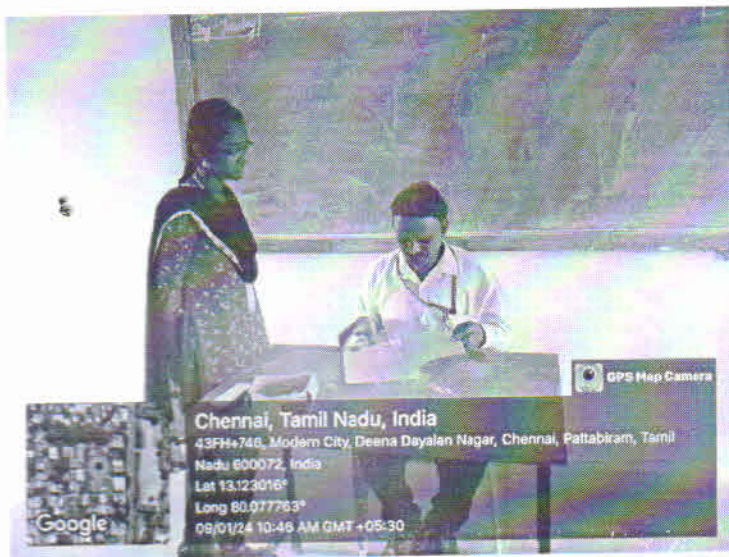 GPS Map Camera
Chennai, Tamil Nadu, India
43FH+746, Modern City, Deena Dayalan Nagar, Chennai, Pattabiram, Tamil
Nadu 600072, India
Lat 13.123016°
Long 80.077763°
09/01/24 10:46 AM GMT +05:30
Google